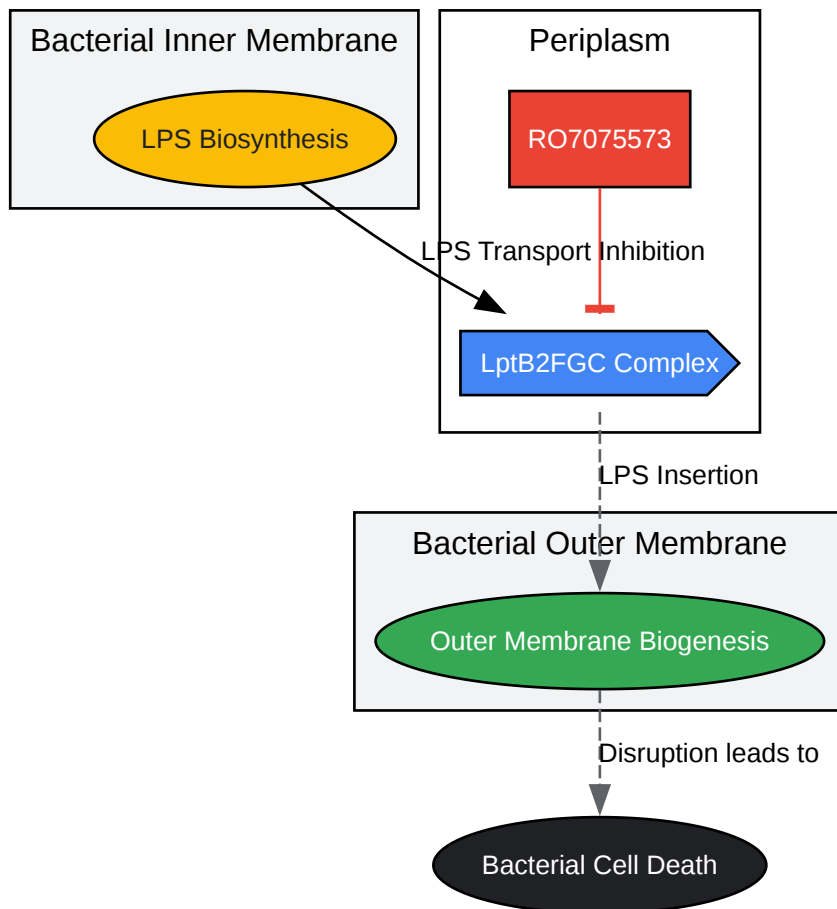 Bacterial Inner Membrane
Periplasm
LPS Biosynthesis
RO7075573
LPS Transport Inhibition
LptB2FGC Complex
LPS Insertion
Bacterial Outer Membrane
Outer Membrane Biogenesis
Disruption leads to
Bacterial Cell Death